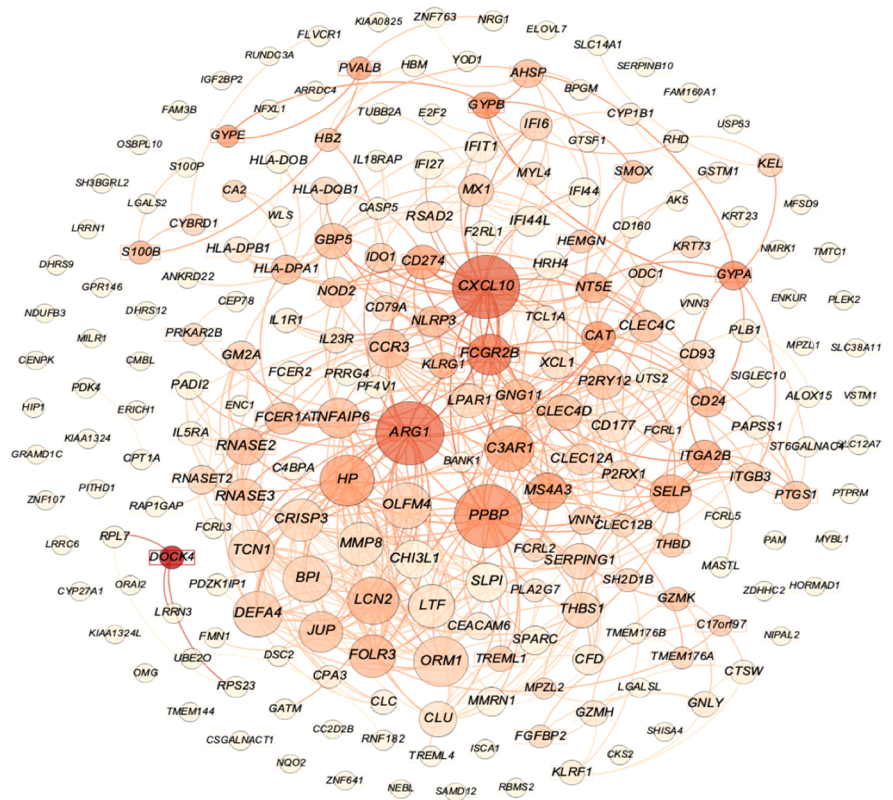 ZNF763
NRG1
KIAA0825
ELOVL7
FLVCR1
SLC14A1
RUNDC3A
PVALB
HBM
YOD1
AHSP
SERPINB10
IGF2BP2
ARRDC4
BPGM
FAM160A1
FAM3B
NFXL1
TUBB2A
E2F2
GYPB
CYP1B1
USP53
GYPE
HBZ
IFI6
GTSF1
RHD
OSBPL10
IFIT1
S100P
HLA-DOB
IL18RAP
IFI27
MYL4
SMOX
GSTM1
KEL
SH3BGRL2
CA2
HLA-DQB1
MX1
IFI44
LGALS2
CASP5
AK5
MFSD9
LRRN1
CYBRD1
WLS
RSAD2
IFI44L
KRT23
F2RL1
CD160
S100B
HLA-DPB1
GBP5
HEMGN
KRT73
NMRK1
TMTC1
DHRS9
ANKRD22
HLA-DPA1
IDO1
CD274
HRH4
ODC1
GYPA
GPR146
CXCL10
NT5E
ENKUR
PLEK2
NDUFB3
DHRS12
CEP78
NOD2
CD79A
VNN3
IL1R1
NLRP3
TCL1A
CLEC4C
PLB1
MILR1
PRKAR2B
IL23R
CAT
CENPK
CMBL
GM2A
CCR3
FCGR2B
CD93
MPZL1
SLC38A11
FCER2
PRRG4
KLRG1
XCL1
PDK4
PADI2
PF4V1
P2RY12
UTS2
SIGLEC10
HIP1
ERICH1
ENC1
LPAR1
GNG11
CD24
ALOX15
VSTM1
FCER1A
TNFAIP6
CLEC4D
KIAA1324
IL5RA
ARG1
CD177
FCRL1
PAPSS1
GRAMD1C
CPT1A
RNASE2
C3AR1
ST6GALNAC4
SLC12A7
C4BPA
BANK1
CLEC12A
ITGA2B
RNASET2
HP
P2RX1
ITGB3
ZNF107
PITHD1
RNASE3
OLFM4
MS4A3
SELP
PTGS1
PTPRM
RAP1GAP
CRISP3
PPBP
VNN1
CLEC12B
FCRL5
RPL7
FCRL3
MMP8
THBD
PAM
MYBL1
LRRC6
DOCK4
TCN1
CHI3L1
FCRL2
SERPING1
MASTL
CYP27A1
ORAI2
PDZK1IP1
BPI
SLPI
PLA2G7
SH2D1B
ZDHHC2
HORMAD1
LRRN3
DEFA4
LCN2
LTF
THBS1
GZMK
KIAA1324L
FMN1
JUP
CEACAM6
SPARC
TMEM176B
C17orf97
NIPAL2
UBE2O
DSC2
FOLR3
ORM1
TREML1
CFD
TMEM176A
OMG
RPS23
CPA3
MPZL2
LGALSL
CTSW
TMEM144
GATM
CLC
MMRN1
GZMH
GNLY
CLU
CSGALNACT1
CC2D2B
RNF182
FGFBP2
SHISA4
NQO2
TREML4
ISCA1
CKS2
ZNF641
KLRF1
NEBL
SAMD12
RBMS2